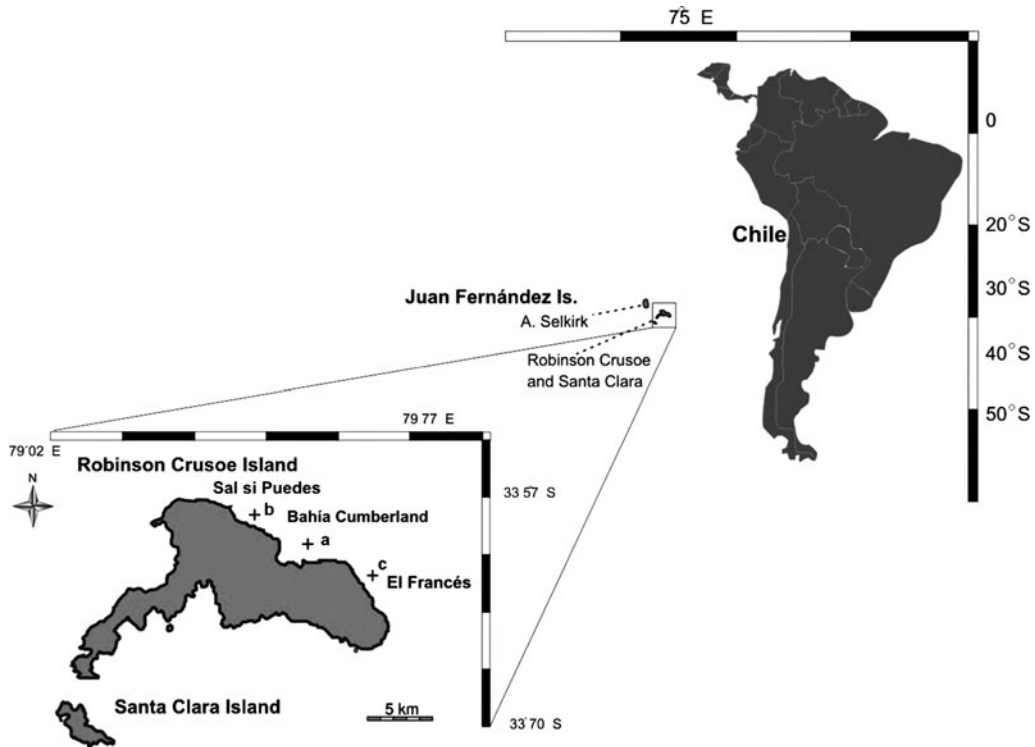 75° E
0
20°S
Chile
30°S
Juan Fernández Is.
A. Selkirk
40°S
Robinson Crusoe
and Santa Clara
50°S
79°77 E
79°02 E
Robinson Crusoe Island
N
Sal si Puedes
33°57 S
b
Bahía Cumberland
a
c
El Francés
Santa Clara Island
5 km
33°70 S